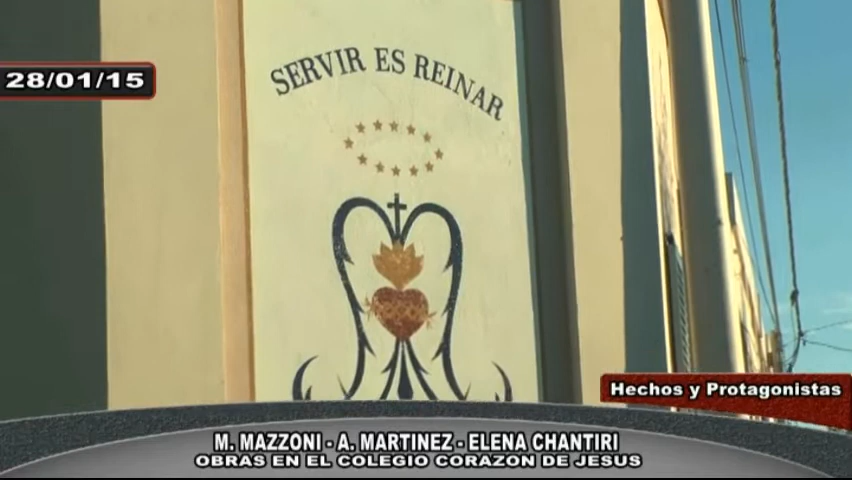 SERVIR ES REINAR
28/01/15
Hechos y Protagonistas
M. MAZZONI - A. MARTINEZ - ELENA CHANTIRI
OBRAS EN EL COLEGIO CORAZON DE JESUS